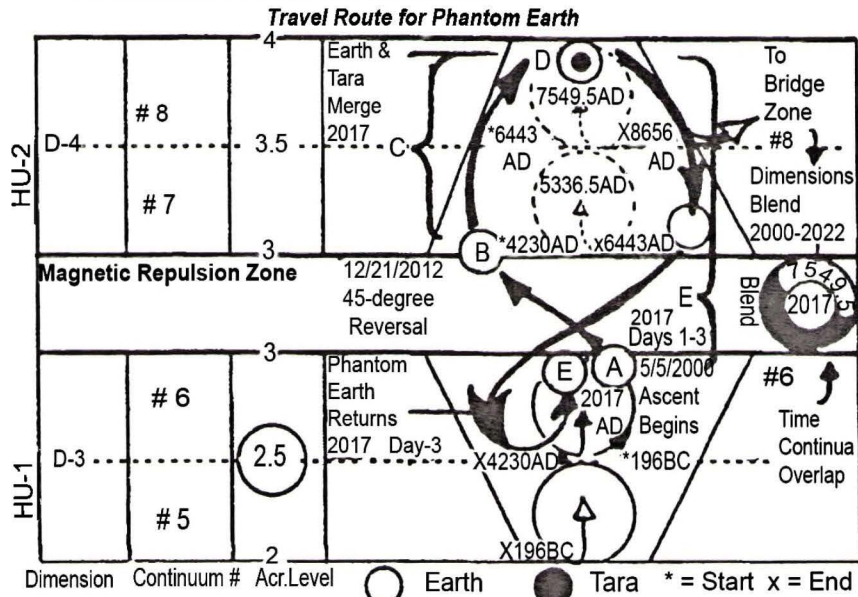 Travel Route for Phantom Earth
4
Earth &
Tara
Merge
2017
D
7549.5AD
To
Bridge
Zone
#8
# 8
D-4
3.5
C
*6443
AD
X8656
AD
HU-2
# 7
5336.5AD
Dimensions
Blend
2000-2022
3
B
*4230AD
x6443AD
Magnetic Repulsion Zone
12/21/2012
45-degree
Reversal
E
2017
Days 1-3
Blend
7549.5
2017
3
Phantom
Earth
Returns
2017 Day-3
E
A
5/5/2000
Ascent
Begins
2017
AD
#6
Time
Continua
Overlap
# 6
D-3
2.5
X4230AD
*196BC
HU-1
# 5
2
X196BC
Dimension Continuum # Acr.Level Earth Tara * = Start x = End